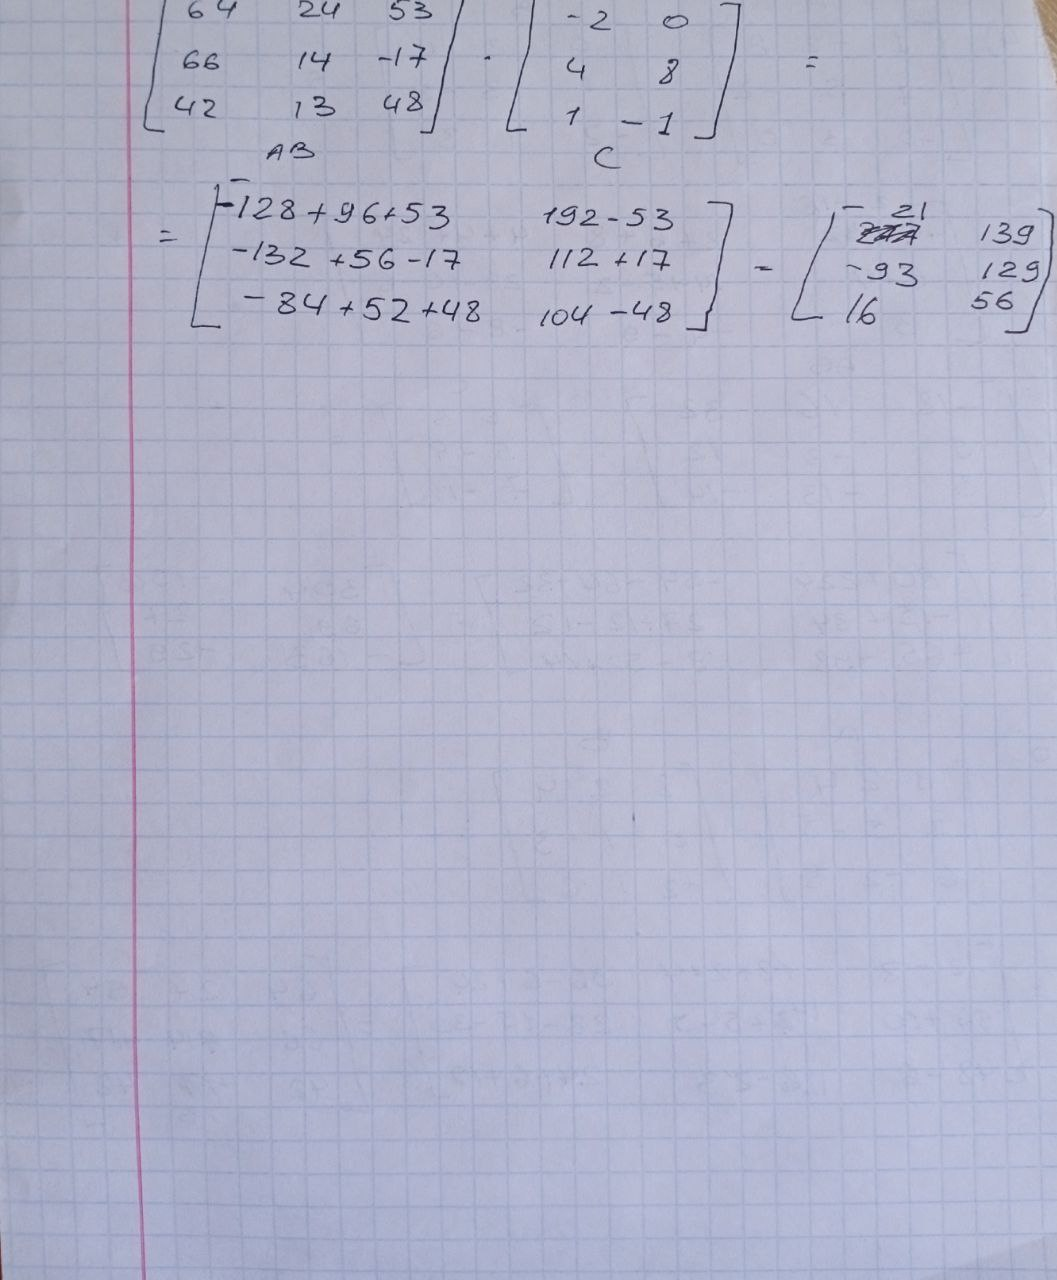 64 24 53 -2 0
66 14 -17 · 4 8 =
42 13 48 1 -1
AB C
= -128+96+53 192-53 = 21 139
-132+56-17 112+17 -93 129
-84+52+48 104-48 16 56